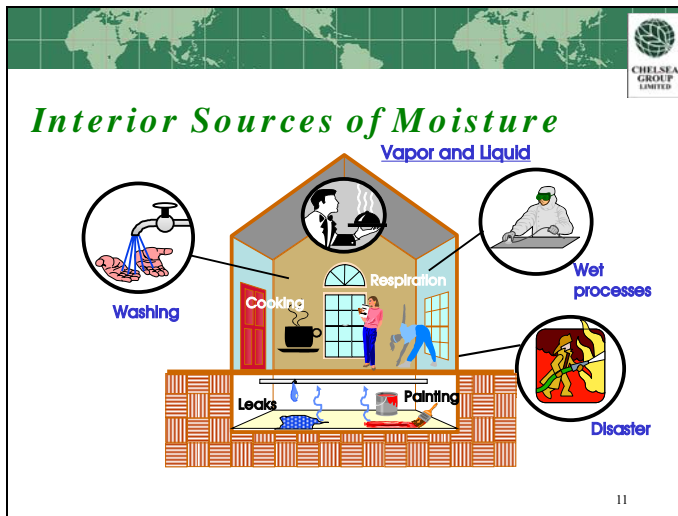 CHELSEA
GROUP
LIMITED
Interior Sources of Moisture
Vapor and Liquid
Washing
Cooking
Respiration
Wet
processes
Leaks
Painting
Disaster
11